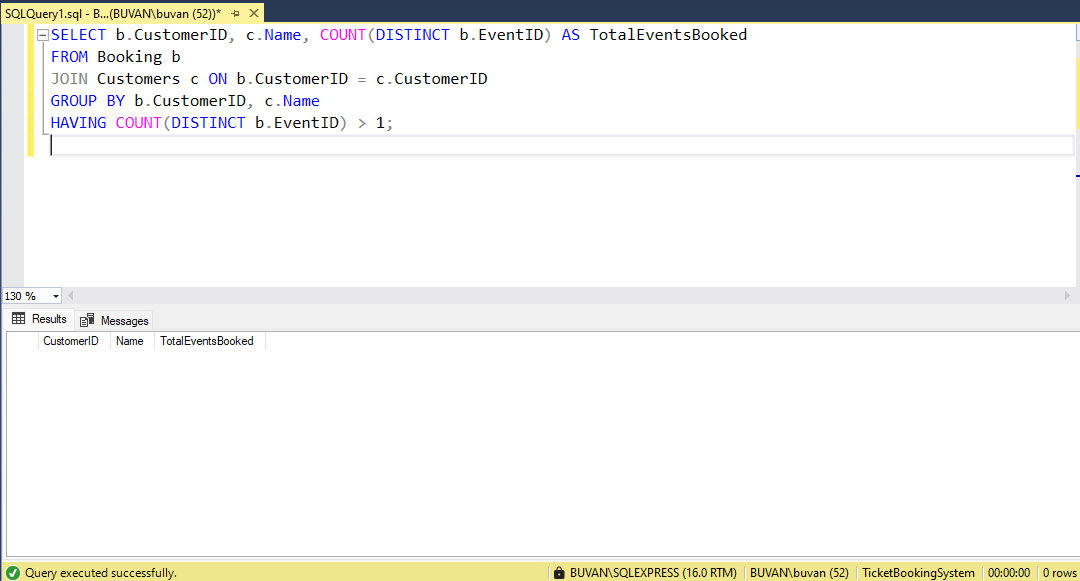 SQLQuery1.sql - B...(BUVAN\buvan (52))*
SELECT b.CustomerID, c.Name, COUNT(DISTINCT b.EventID) AS TotalEventsBooked
FROM Booking b
JOIN Customers c ON b.CustomerID = c.CustomerID
GROUP BY b.CustomerID, c.Name
HAVING COUNT(DISTINCT b.EventID) > 1;
130 %
Results Messages
CustomerID Name TotalEventsBooked
Query executed successfully. BUVAN\SQLEXPRESS (16.0 RTM) BUVAN\buvan (52) TicketBookingSystem 00:00:00 0 rows